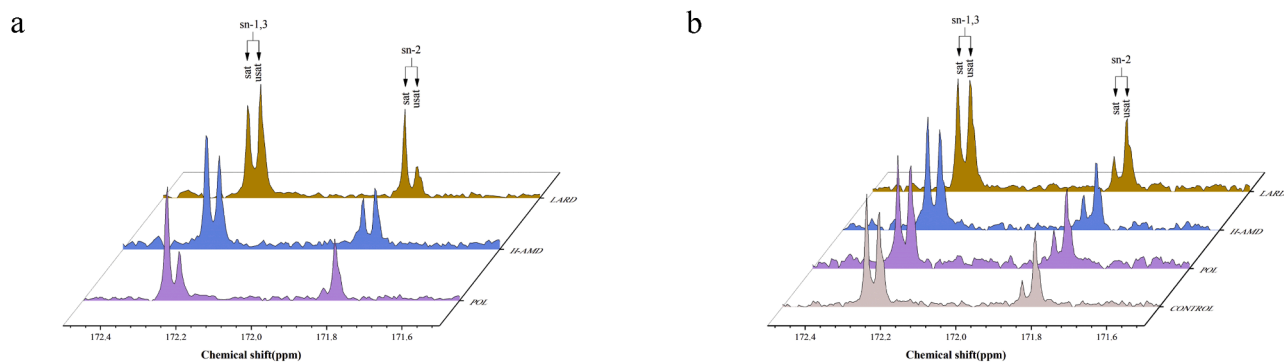 a
sn-1,3
sat
usat
sn-2
sat
usat
LARD
H-AMD
POL
172.4
172.2
172.0
171.8
171.6
Chemical shift(ppm)
b
sn-1,3
sat
usat
sn-2
sat
usat
LARD
H-AMD
POL
CONTROL
172.4
172.2
172.0
171.8
171.6
Chemical shift(ppm)